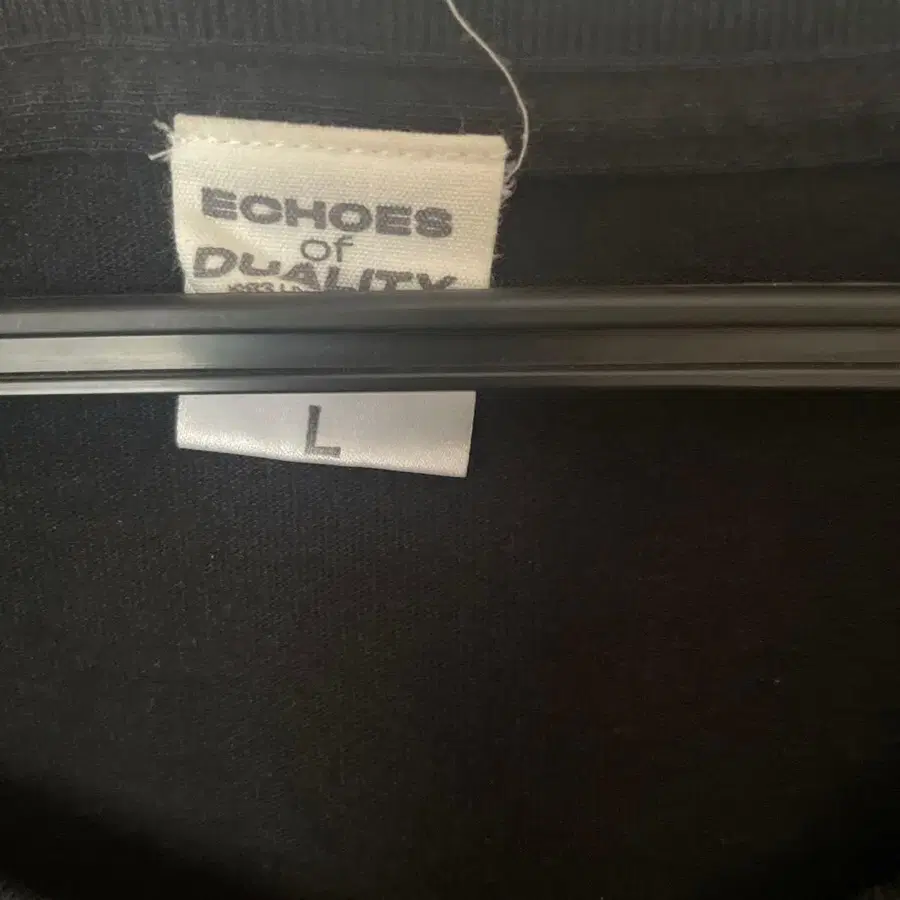 ECHOES
of
DUALITY
L